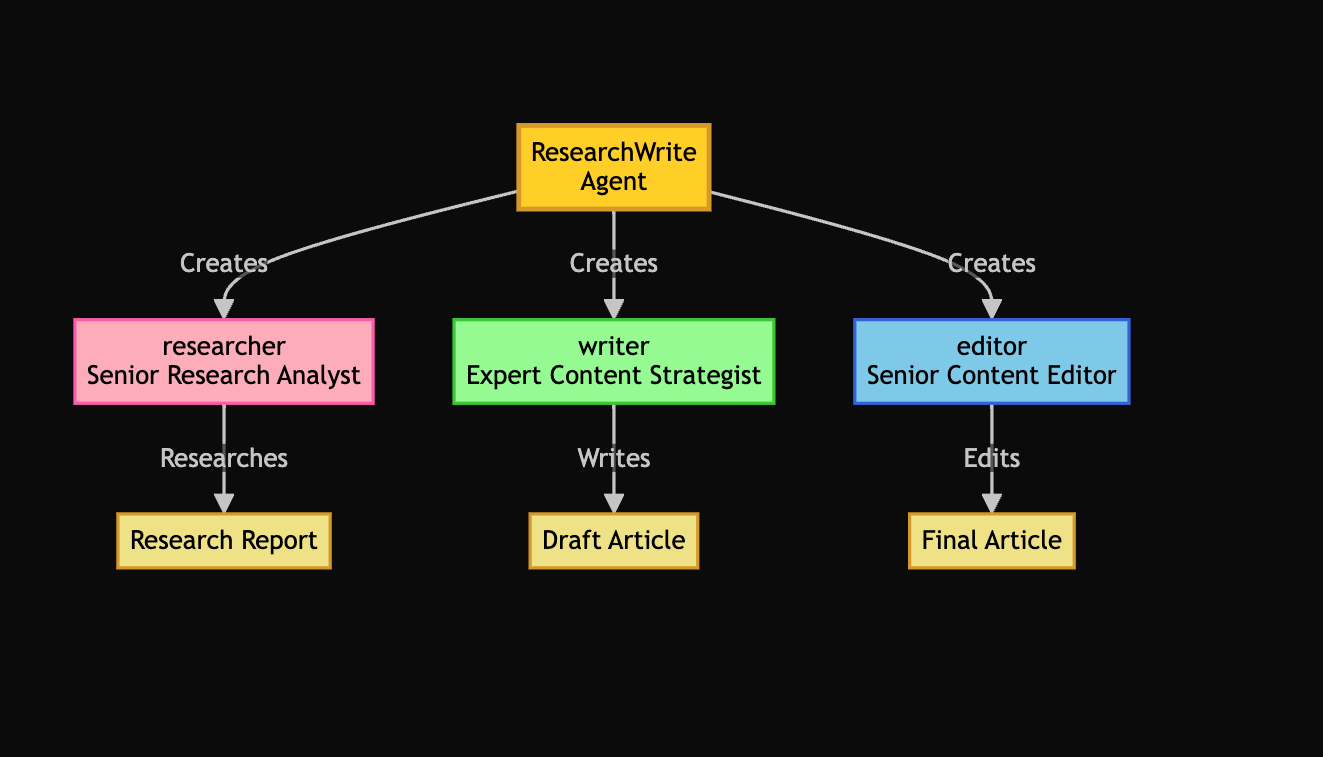 ResearchWrite
Agent
Creates
Creates
Creates
researcher
Senior Research Analyst
writer
Expert Content Strategist
editor
Senior Content Editor
Researches
Writes
Edits
Research Report
Draft Article
Final Article